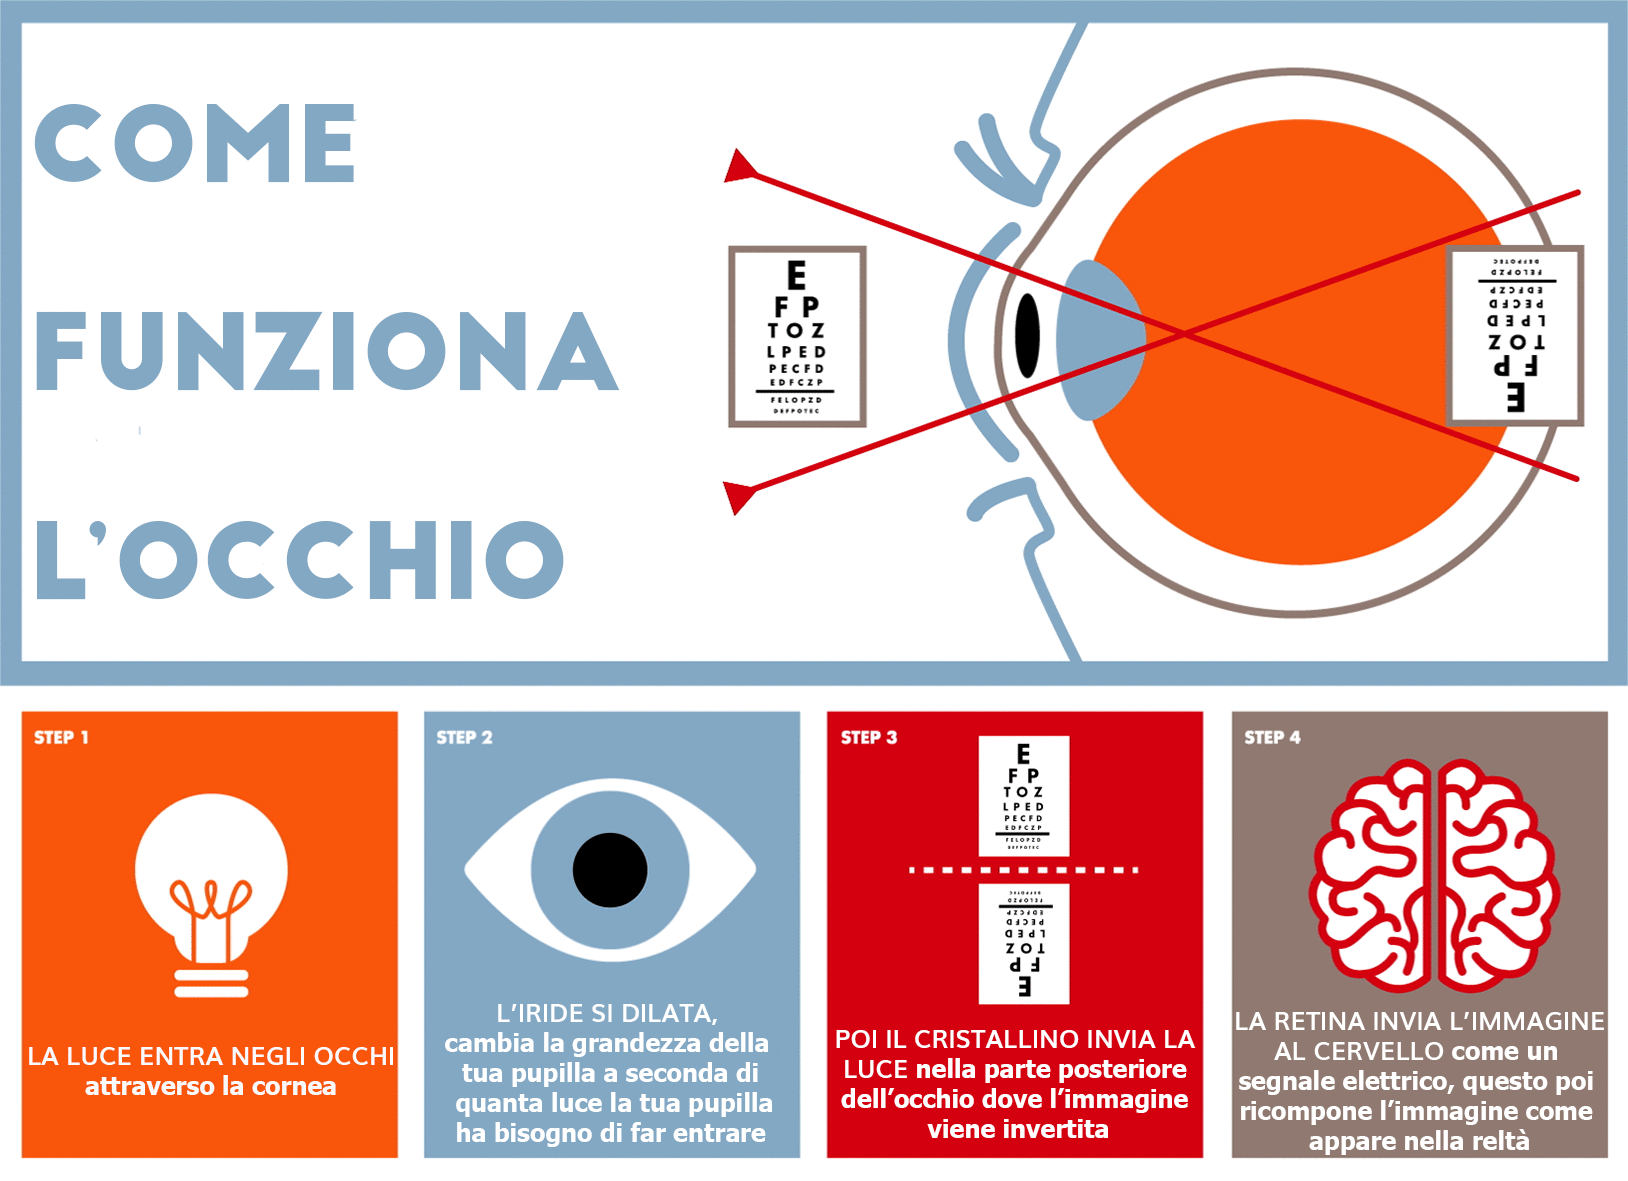 COME
FUNZIONA
L'OCCHIO
E
F P
T O Z
L P E D
P E C F D
E D F C Z P
F E L O P Z D
D E F P O T E C
D E F P O T E C
F E L O P Z D
E D F C Z P
P E C F D
L P E D
T O Z
F P
E
STEP 1
LA LUCE ENTRA NEGLI OCCHI
attraverso la cornea
STEP 2
L'IRIDE SI DILATA,
cambia la grandezza della
tua pupilla a seconda di
quanta luce la tua pupilla
ha bisogno di far entrare
STEP 3
E
F P
T O Z
L P E D
P E C F D
E D F C Z P
F E L O P Z D
D E F P O T E C
D E F P O T E C
F E L O P Z D
E D F C Z P
P E C F D
L P E D
T O Z
F P
E
POI IL CRISTALLINO INVIA LA
LUCE nella parte posteriore
dell'occhio dove l'immagine
viene invertita
STEP 4
LA RETINA INVIA L'IMMAGINE
AL CERVELLO come un
segnale elettrico, questo poi
ricompone l'immagine come
appare nella reltà